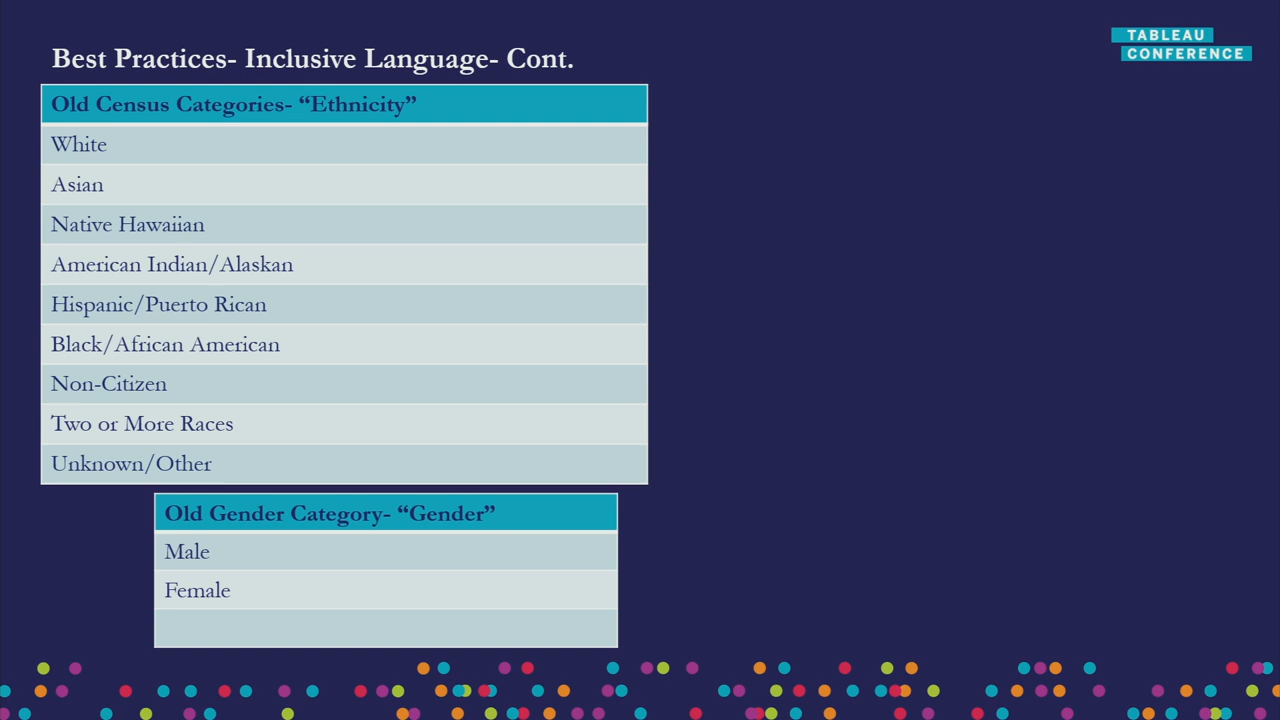 Best Practices- Inclusive Language- Cont.
TABLEAU
CONFERENCE
Old Census Categories- “Ethnicity”
White
Asian
Native Hawaiian
American Indian/Alaskan
Hispanic/Puerto Rican
Black/African American
Non-Citizen
Two or More Races
Unknown/Other
Old Gender Category- “Gender”
Male
Female